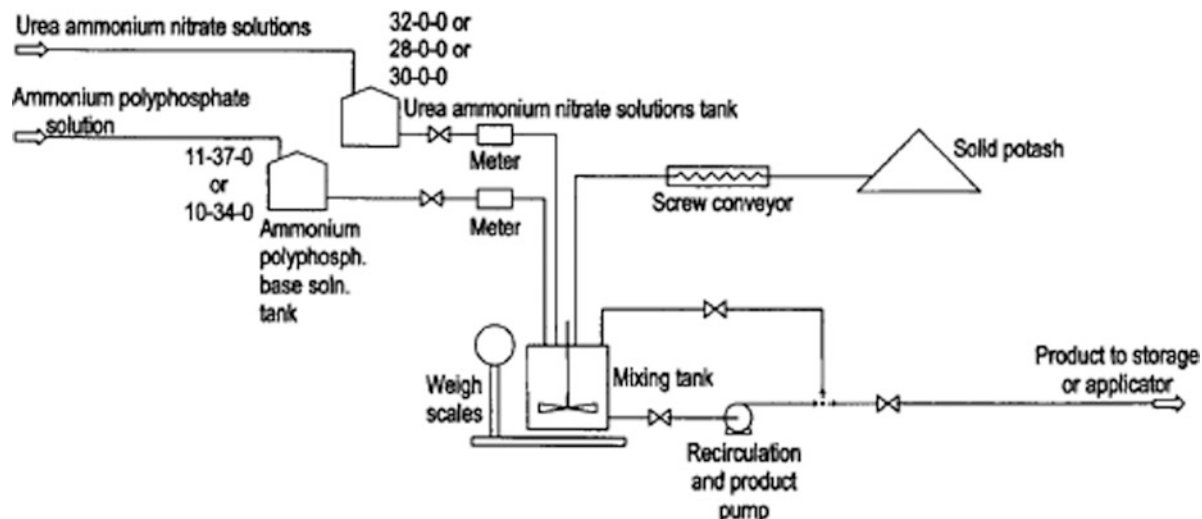 Urea ammonium nitrate solutions
32-0-0 or
28-0-0 or
30-0-0
Ammonium polyphosphate
solution
Urea ammonium nitrate solutions tank
11-37-0
or
10-34-0
Meter
Solid potash
Screw conveyor
Meter
Ammonium
polyphosph.
base soln.
tank
Weigh
scales
Mixing tank
Product to storage
or applicator
Recirculation
and product
pump